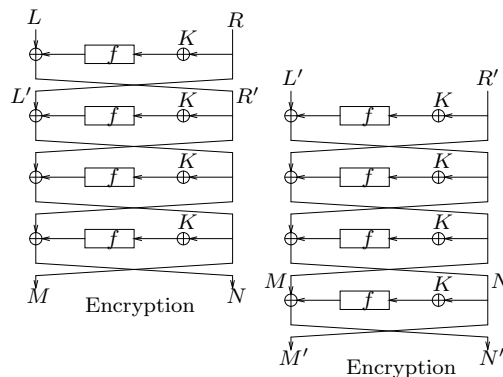 L R
K
f
L′ R′ L′ R′
K K
f f
K K
f f
K K
f f
M N M N
K
Encryption f
M′ N′
Encryption